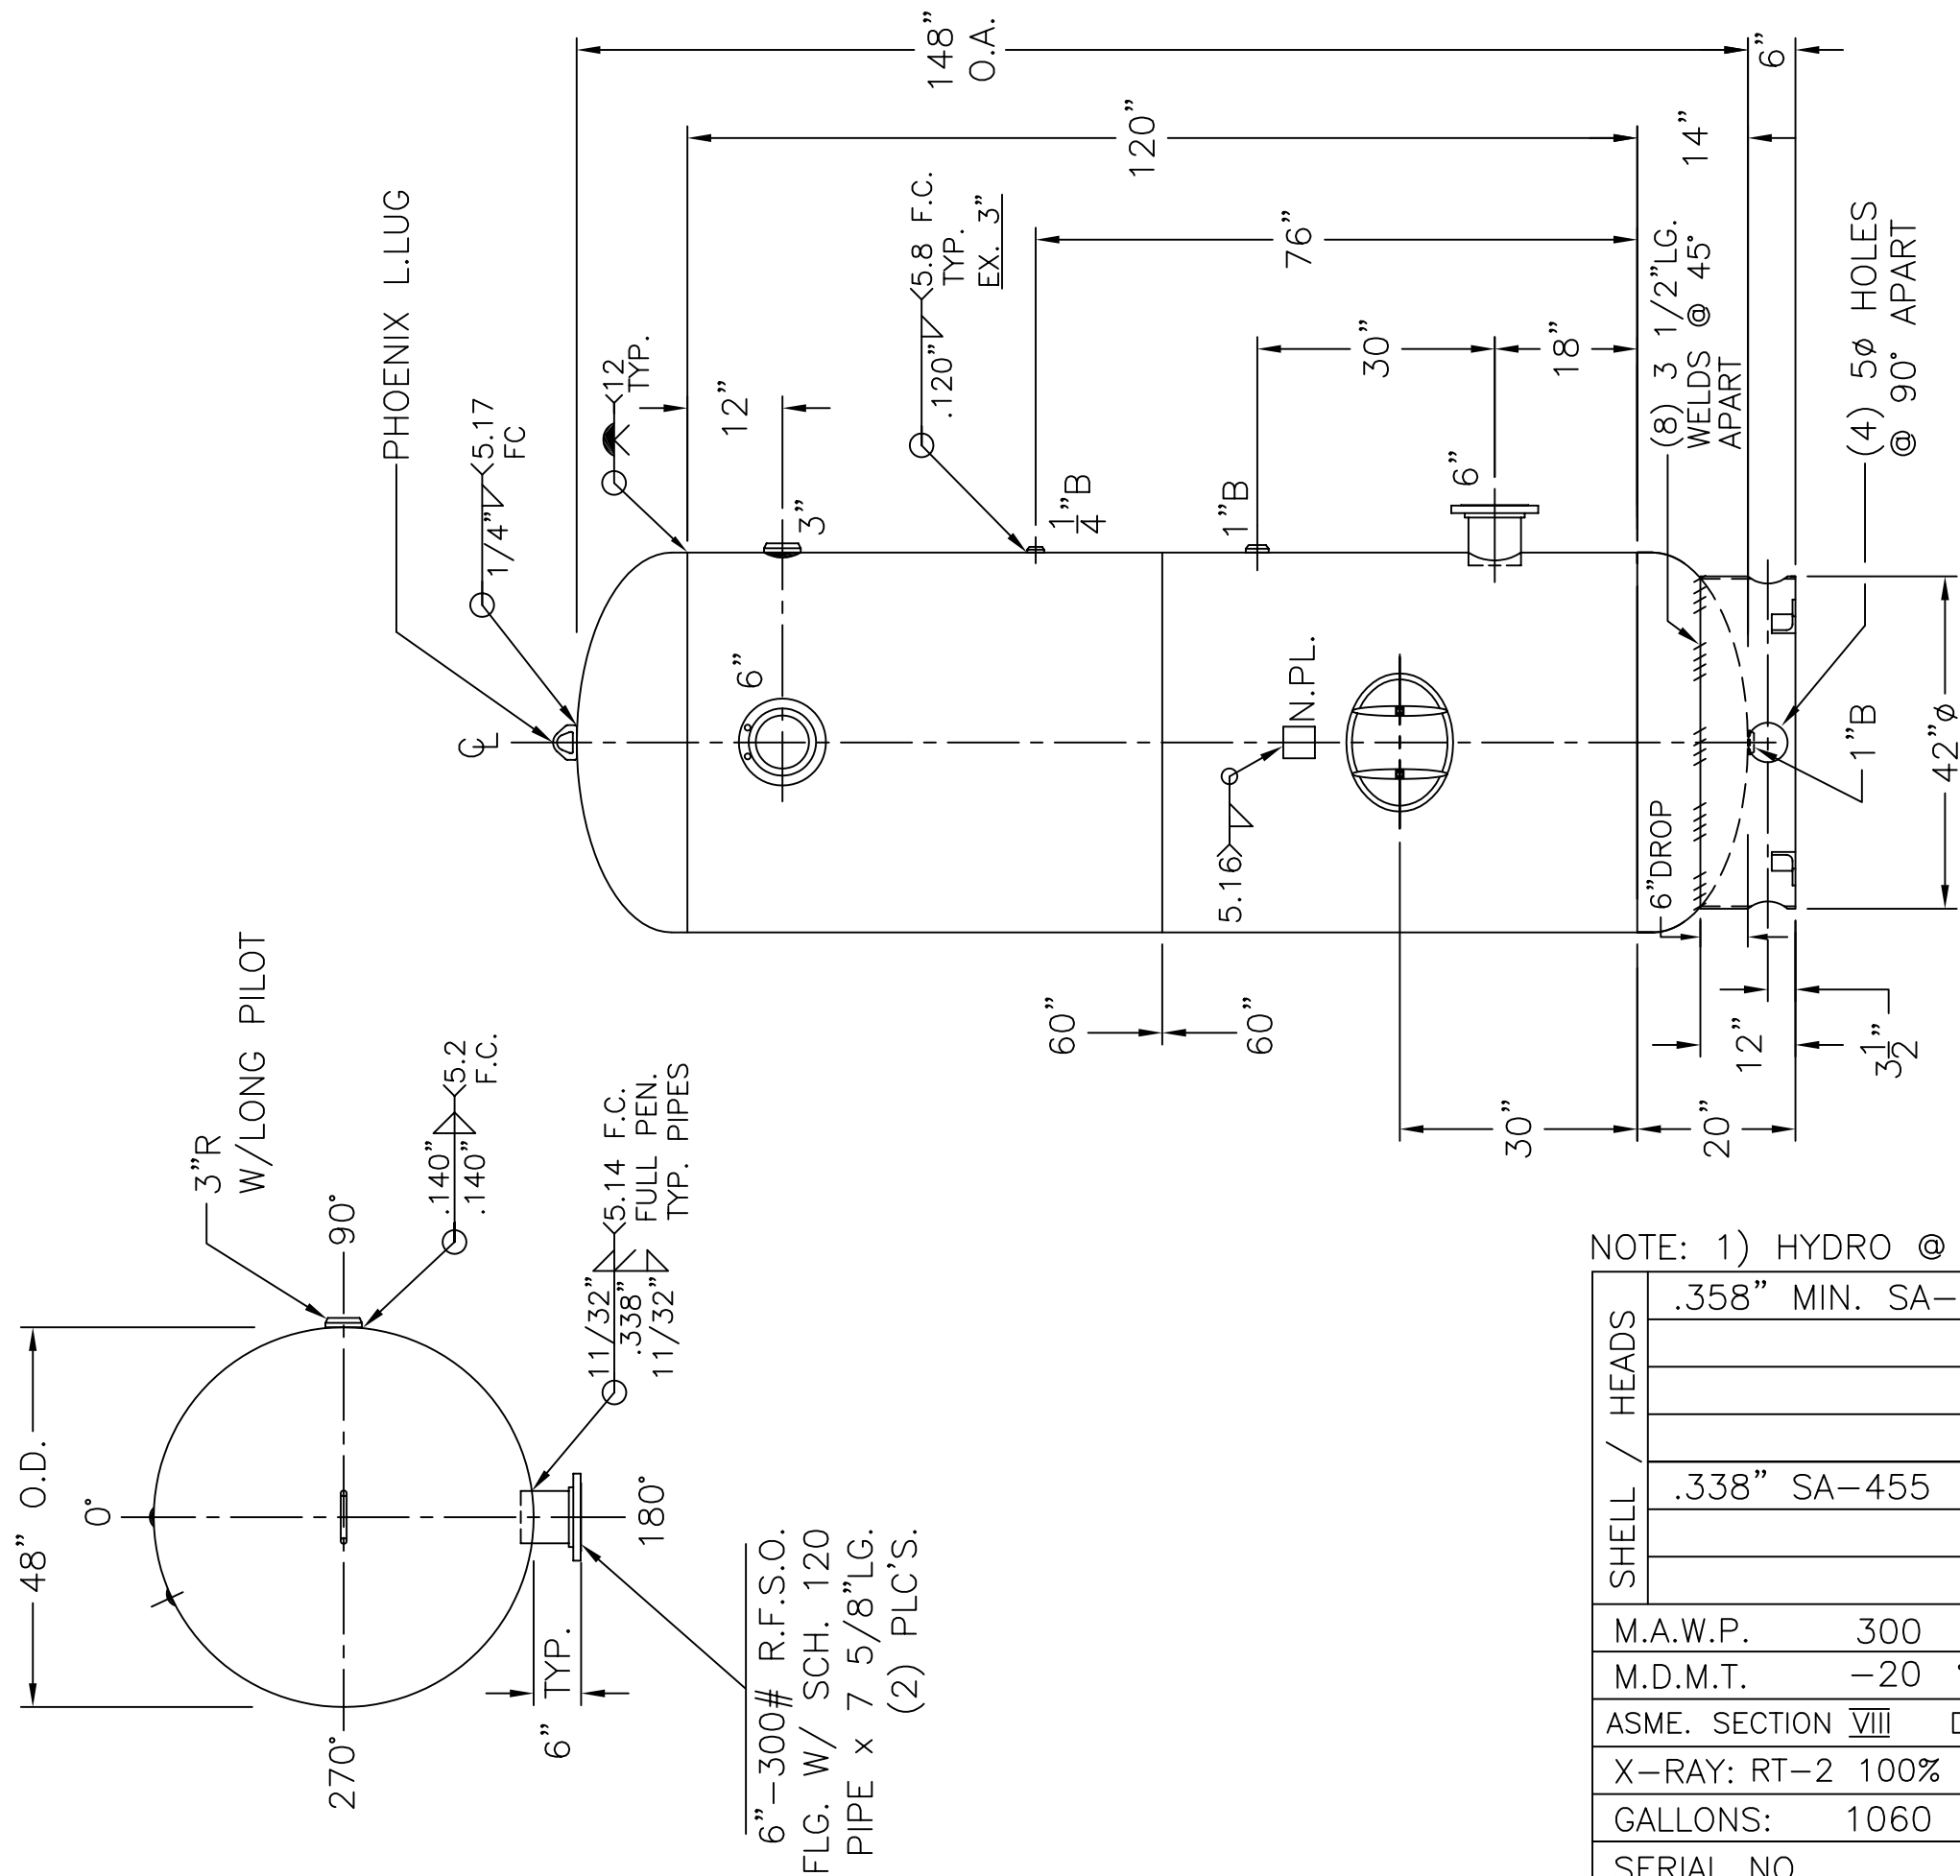 PHOENIX L.LUG
5.17
FC
1/4"
12
TYP.
12"
3"
6"
C
L
5.8 F.C.
TYP.
EX. 3"
.120"
1/4"B
1"B
148"
O.A.
120"
76"
30"
18"
6"
14"
6"
(8) 3 1/2"LG.
WELDS @ 45°
APART
(4) 5ø HOLES
@ 90° APART
N.PL.
5.16
6"DROP
1"B
42"ø
60"
60"
12"
3 1/2"
30"
20"
3"R
W/LONG PILOT
5.2
F.C.
.140"
.140"
5.14 F.C.
FULL PEN.
TYP. PIPES
11/32"
.338"
11/32"
0°
90°
180°
270°
48" O.D.
6" TYP.
6"-300# R.F.S.O.
FLG. W/ SCH. 120
PIPE x 7 5/8"LG.
(2) PLC'S.
NOTE: 1) HYDRO @
SHELL / HEADS
.358" MIN. SA-
.338" SA-455
M.A.W.P. 300
M.D.M.T. -20
ASME. SECTION VIII
X-RAY: RT-2 100%
GALLONS: 1060
SERIAL NO